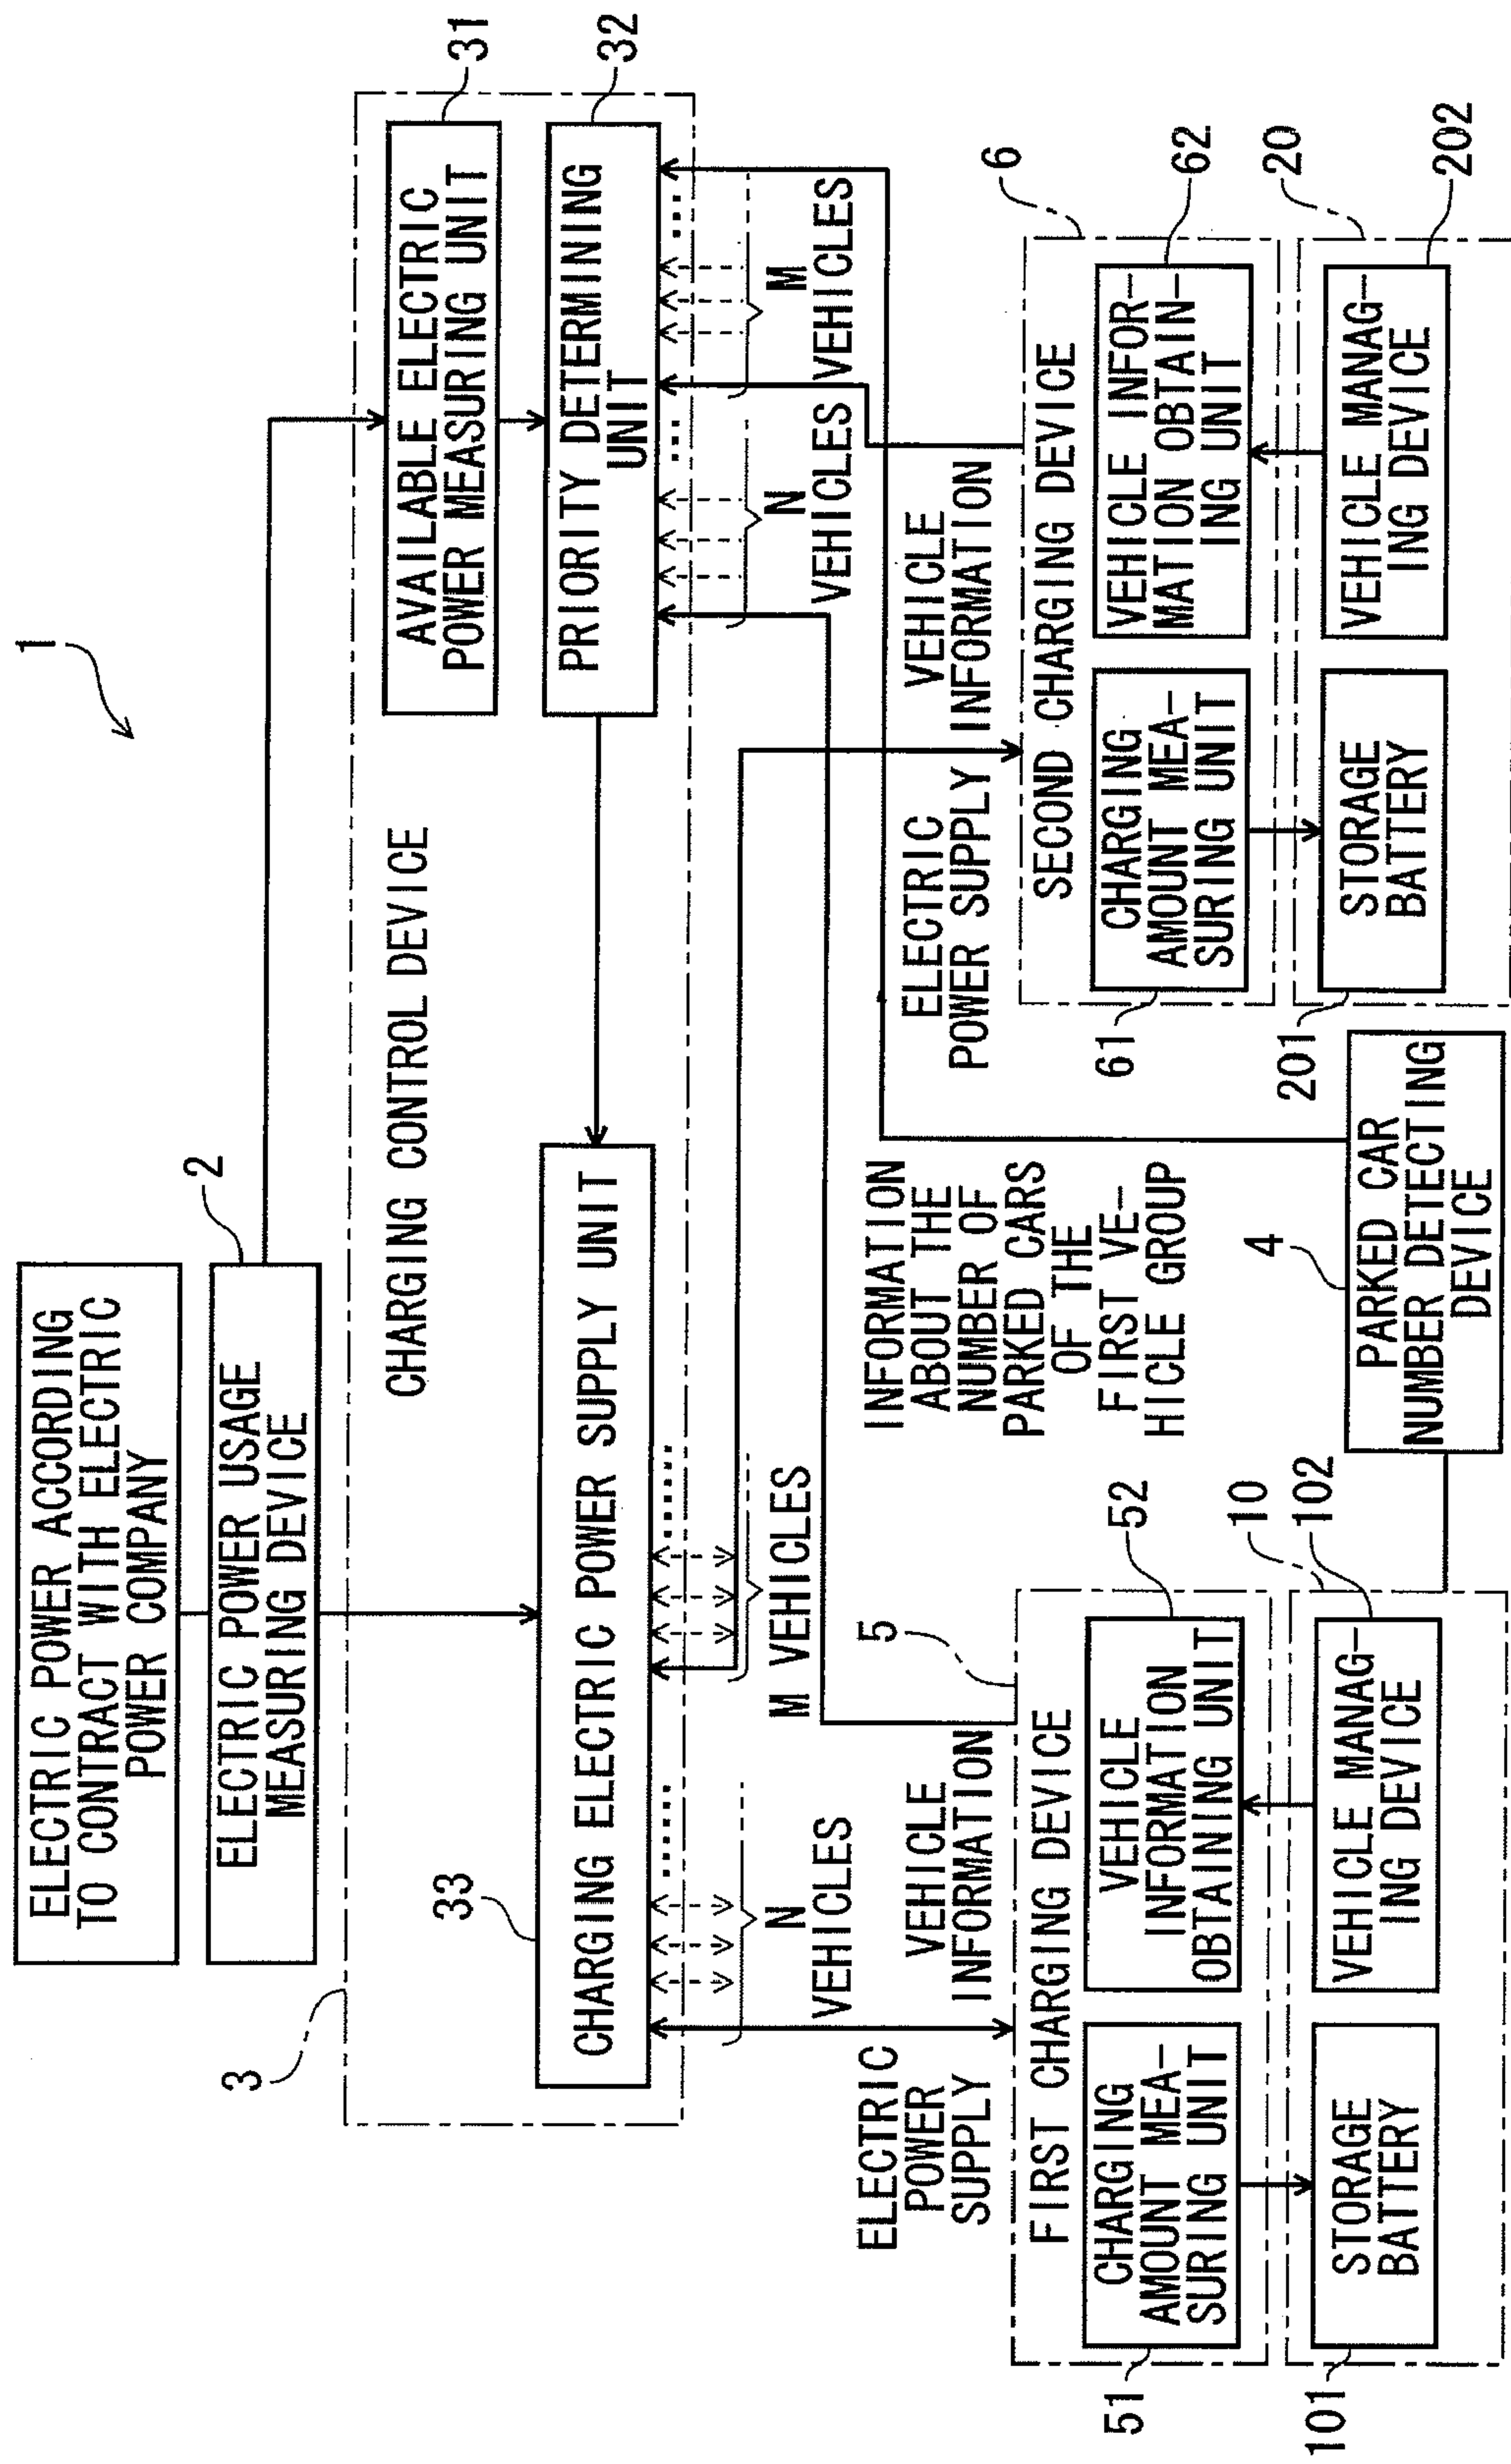 1
ELECTRIC POWER ACCORDING
TO CONTRACT WITH ELECTRIC
POWER COMPANY
2
ELECTRIC POWER USAGE
MEASURING DEVICE
3
CHARGING CONTROL DEVICE
31
AVAILABLE ELECTRIC
POWER MEASURING UNIT
32
PRIORITY DETERMINING
UNIT
33
CHARGING ELECTRIC POWER SUPPLY UNIT
N
VEHICLES
M VEHICLES
N
VEHICLES
M
VEHICLES
ELECTRIC
POWER
SUPPLY
VEHICLE
INFORMATION
5
INFORMATION
ABOUT THE
NUMBER OF
PARKED CARS
OF THE
FIRST VE-
HICLE GROUP
ELECTRIC
POWER SUPPLY
VEHICLE
INFORMATION
6
FIRST CHARGING DEVICE
51
CHARGING
AMOUNT MEA-
SURING UNIT
52
VEHICLE
INFORMATION
OBTAINING UNIT
10
101
STORAGE
BATTERY
102
VEHICLE MANAG-
ING DEVICE
4
PARKED CAR
NUMBER DETECTING
DEVICE
SECOND CHARGING DEVICE
61
CHARGING
AMOUNT MEA-
SURING UNIT
62
VEHICLE INFOR-
MATION OBTAIN-
ING UNIT
20
201
STORAGE
BATTERY
202
VEHICLE MANAG-
ING DEVICE